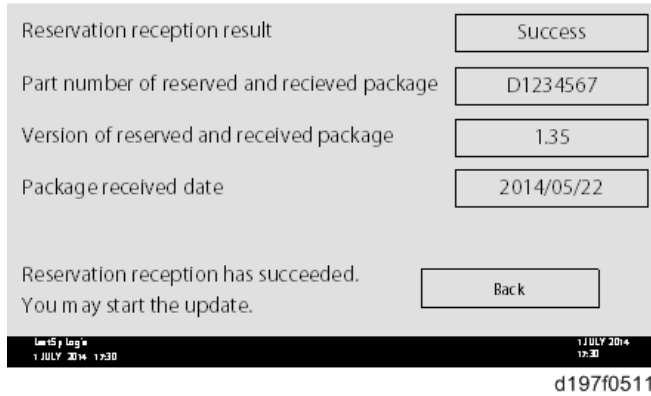 Reservation reception result
Success
Part number of reserved and recieved package
D1234567
Version of reserved and received package
1.35
Package received date
2014/05/22
Reservation reception has succeeded.
You may start the update.
Back
1 JULY 2014 17:30
1 JULY 2014
17:30
d197f0511